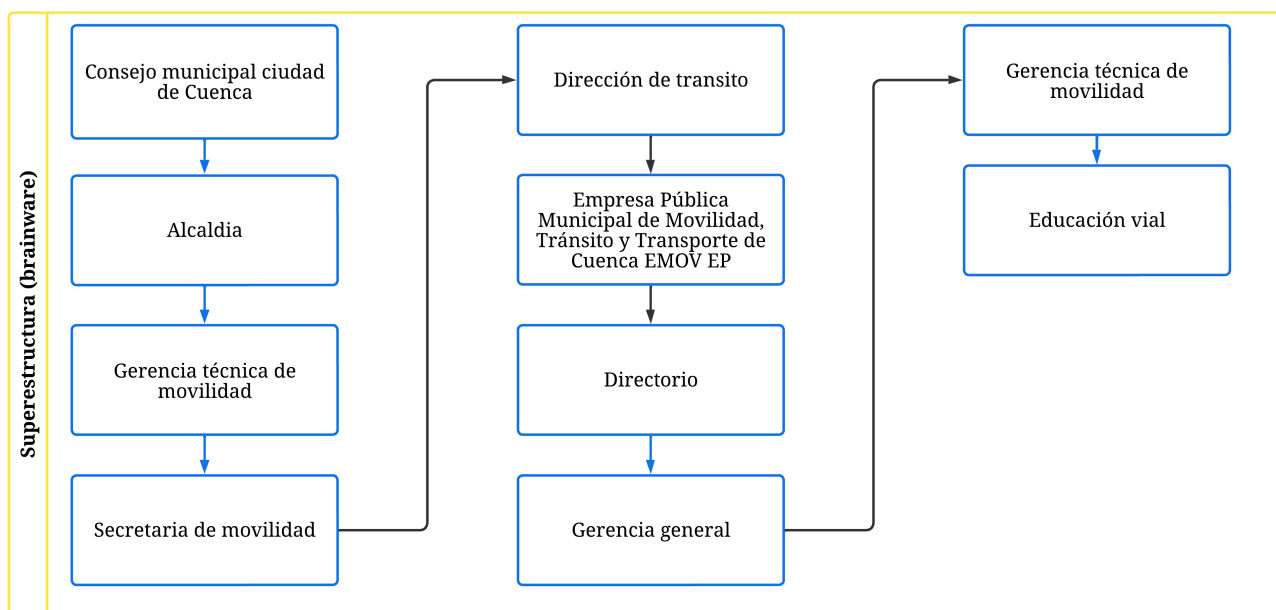 Superestructura (brainware)
Consejo municipal ciudad
de Cuenca
Alcaldia
Gerencia técnica de
movilidad
Secretaria de movilidad
Dirección de transito
Empresa Pública
Municipal de Movilidad,
Tránsito y Transporte de
Cuenca EMOV EP
Directorio
Gerencia general
Gerencia técnica de
movilidad
Educación vial